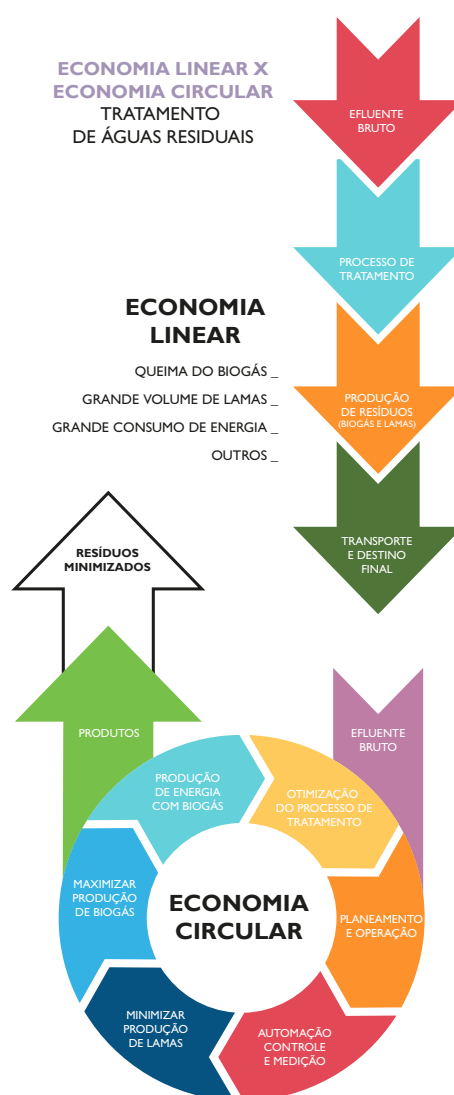 ECONOMIA LINEAR X
ECONOMIA CIRCULAR
TRATAMENTO
DE ÁGUAS RESIDUAIS
EFLUENTE
BRUTO
PROCESSO DE
TRATAMENTO
ECONOMIA
LINEAR
QUEIMA DO BIOGÁS _
GRANDE VOLUME DE LAMAS _
GRANDE CONSUMO DE ENERGIA _
OUTROS _
PRODUÇÃO
DE RESÍDUOS
(BIOGÁS E LAMAS)
TRANSPORTE
E DESTINO
FINAL
RESÍDUOS
MINIMIZADOS
PRODUTOS
EFLUENTE
BRUTO
PRODUÇÃO
DE ENERGIA
COM BIOGÁS
OTIMIZAÇÃO
DO PROCESSO DE
TRATAMENTO
MAXIMIZAR
PRODUÇÃO
DE BIOGÁS
ECONOMIA
CIRCULAR
PLANEAMENTO
E OPERAÇÃO
MINIMIZAR
PRODUÇÃO
DE LAMAS
AUTOMAÇÃO
CONTROLE
E MEDIÇÃO